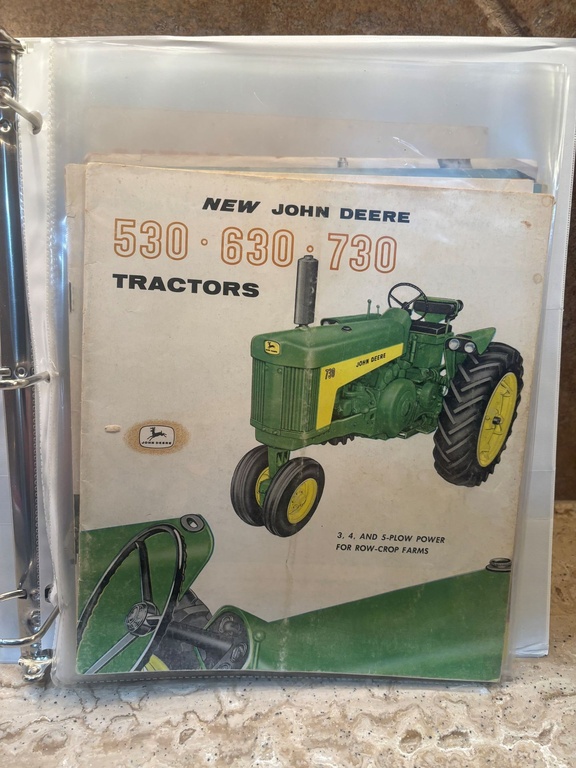 NEW JOHN DEERE
530 · 630 · 730
TRACTORS
730
JOHN DEERE
JOHN DEERE
3, 4, AND 5-PLOW POWER
FOR ROW-CROP FARMS